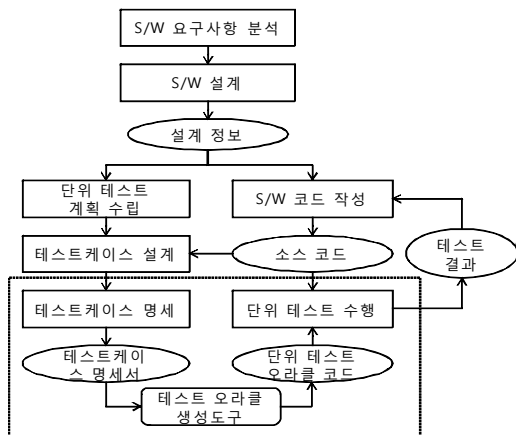 S/W 요구사항 분석
S/W 설계
설계 정보
단위 테스트
계획 수립
S/W 코드 작성
테스트케이스 설계
소스 코드
테스트
결과
테스트케이스 명세
단위 테스트 수행
테스트케이
스 명세서
단위 테스트
오라클 코드
테스트 오라클
생성도구